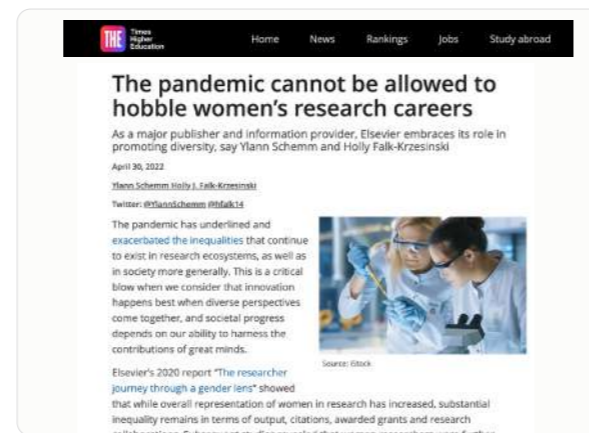 THE
Times
Higher
Education
Home News Rankings Jobs Study abroad
The pandemic cannot be allowed to
hobble women's research careers
As a major publisher and information provider, Elsevier embraces its role in
promoting diversity, say Ylann Schemm and Holly Falk-Krzesinski
April 30, 2022
Ylann Schemm Holly J. Falk-Krzesinski
Twitter: @YlannSchemm @hfalk14
The pandemic has underlined and
exacerbated the inequalities that continue
to exist in research ecosystems, as well as
in society more generally. This is a critical
blow when we consider that innovation
happens best when diverse perspectives
come together, and societal progress
depends on our ability to harness the
contributions of great minds.
Source: iStock
Elsevier's 2020 report "The researcher
journey through a gender lens" showed
that while overall representation of women in research has increased, substantial
inequality remains in terms of output, citations, awarded grants and research